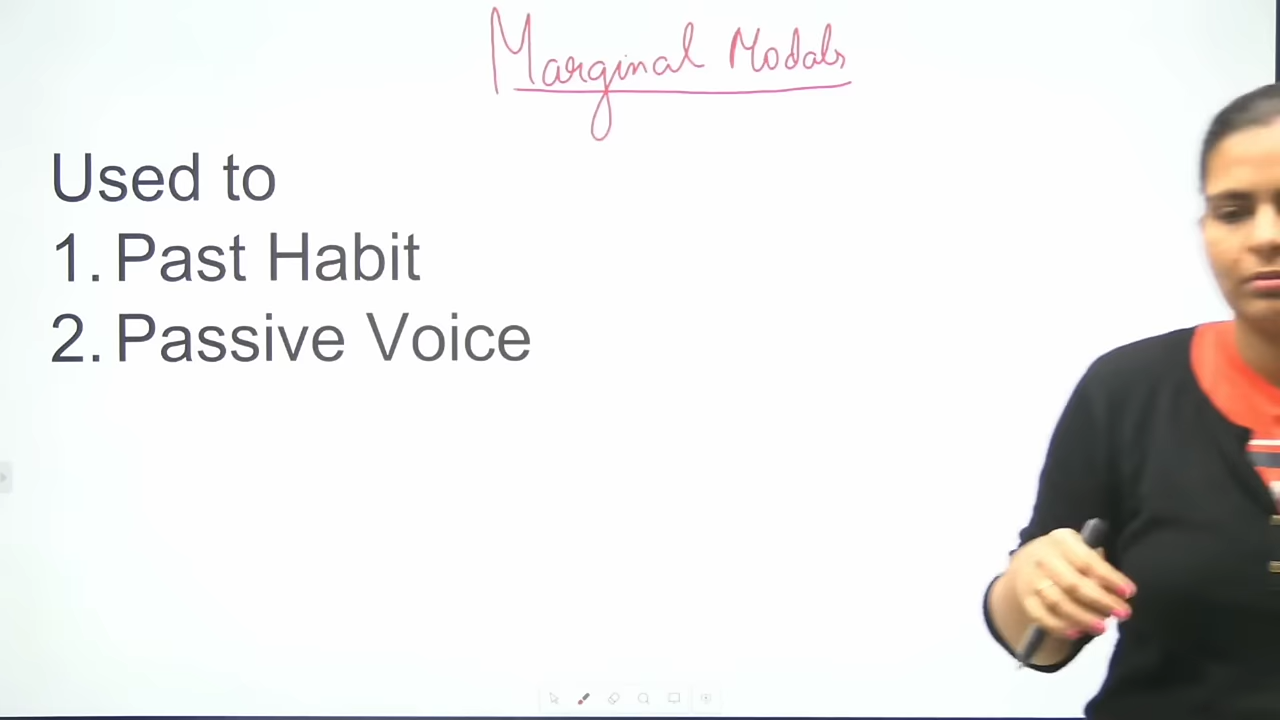 Marginal Modals
Used to
1. Past Habit
2. Passive Voice